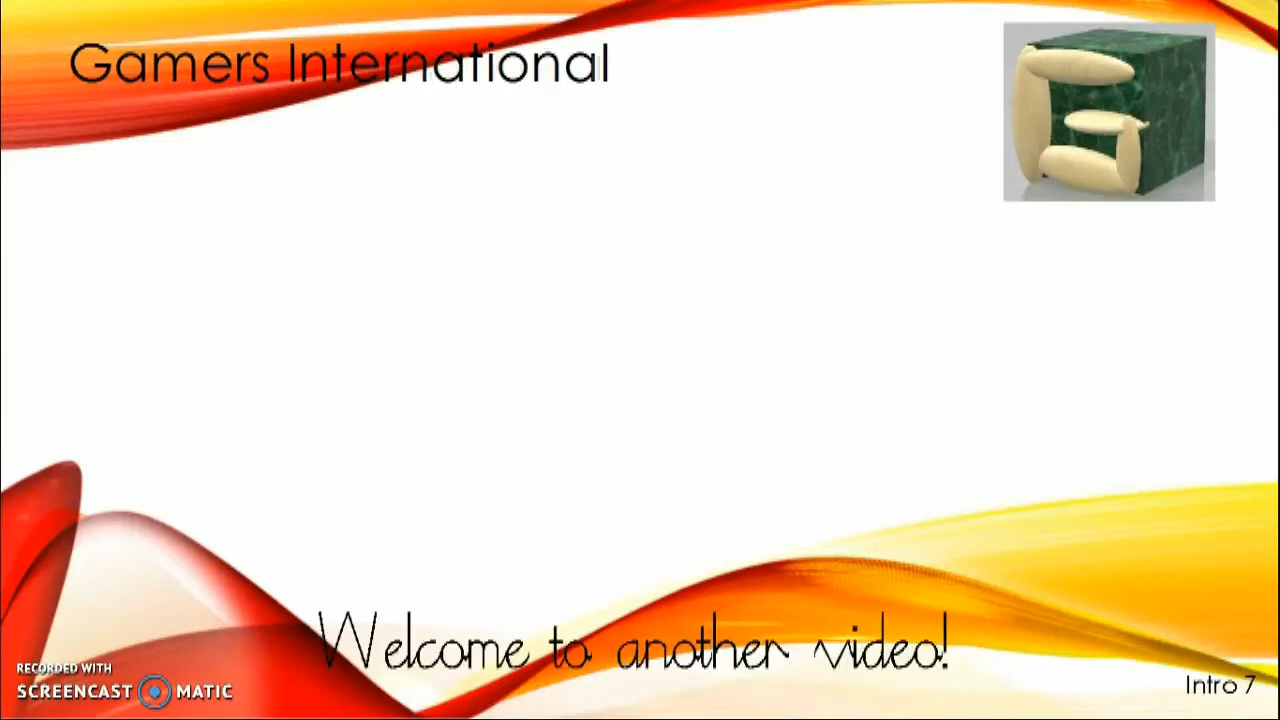 Gamers International
Welcome to another video!
RECORDED WITH
SCREENCAST MATIC
Intro 7